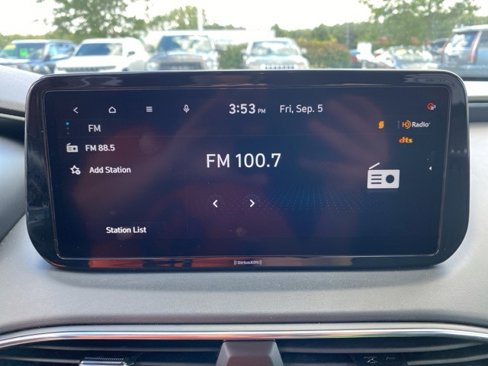 3:53 PM Fri, Sep. 5
FM
HD Radio
FM 88.5
dts
FM 100.7
Add Station
Station List
SiriusXM